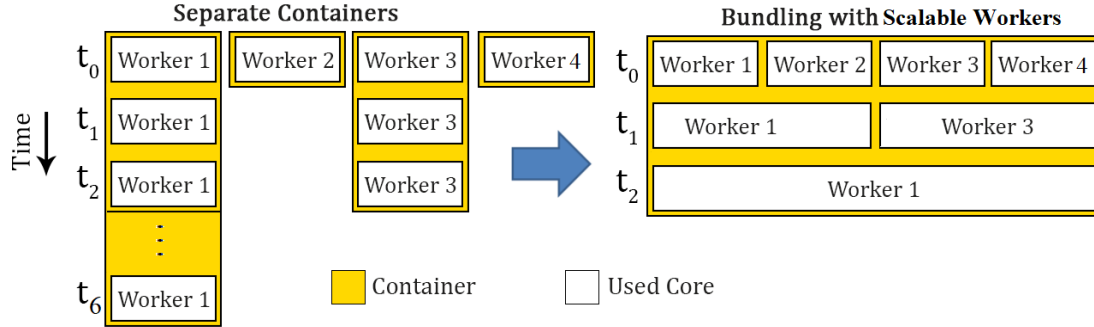 Separate Containers
Bundling with Scalable Workers
t0 Worker 1 Worker 2 Worker 3 Worker 4
t0 Worker 1 Worker 2 Worker 3 Worker 4
Time
t1 Worker 1 Worker 3
t1 Worker 1 Worker 3
t2 Worker 1 Worker 3
t2 Worker 1
t6 Worker 1
Container
Used Core